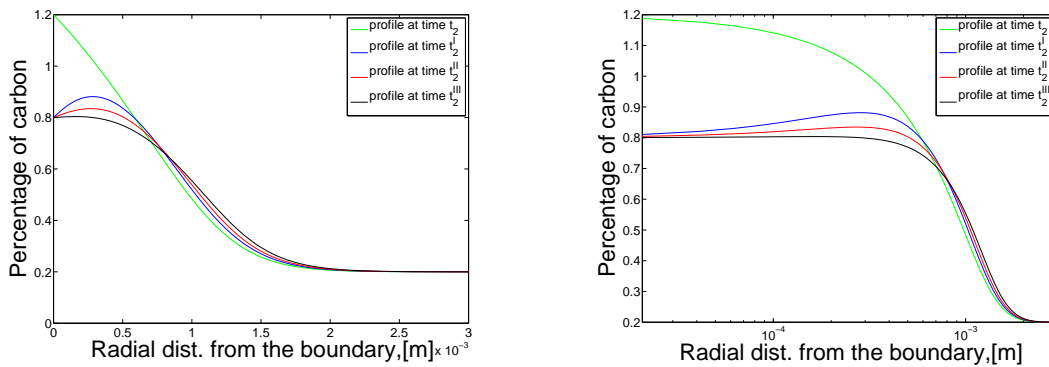 1.2
1
0.8
0.6
0.4
0.2
0
Percentage of carbon
0 0.5 1 1.5 2 2.5 3
x 10⁻³
Radial dist. from the boundary,[m]
profile at time t₂
profile at time t₂ᴵ
profile at time t₂ᴵᴵ
profile at time t₂ᴵᴵᴵ
1.2
1.1
1
0.9
0.8
0.7
0.6
0.5
0.4
0.3
0.2
Percentage of carbon
10⁻⁴ 10⁻³
Radial dist. from the boundary,[m]
profile at time t₂
profile at time t₂ᴵ
profile at time t₂ᴵᴵ
profile at time t₂ᴵᴵᴵ